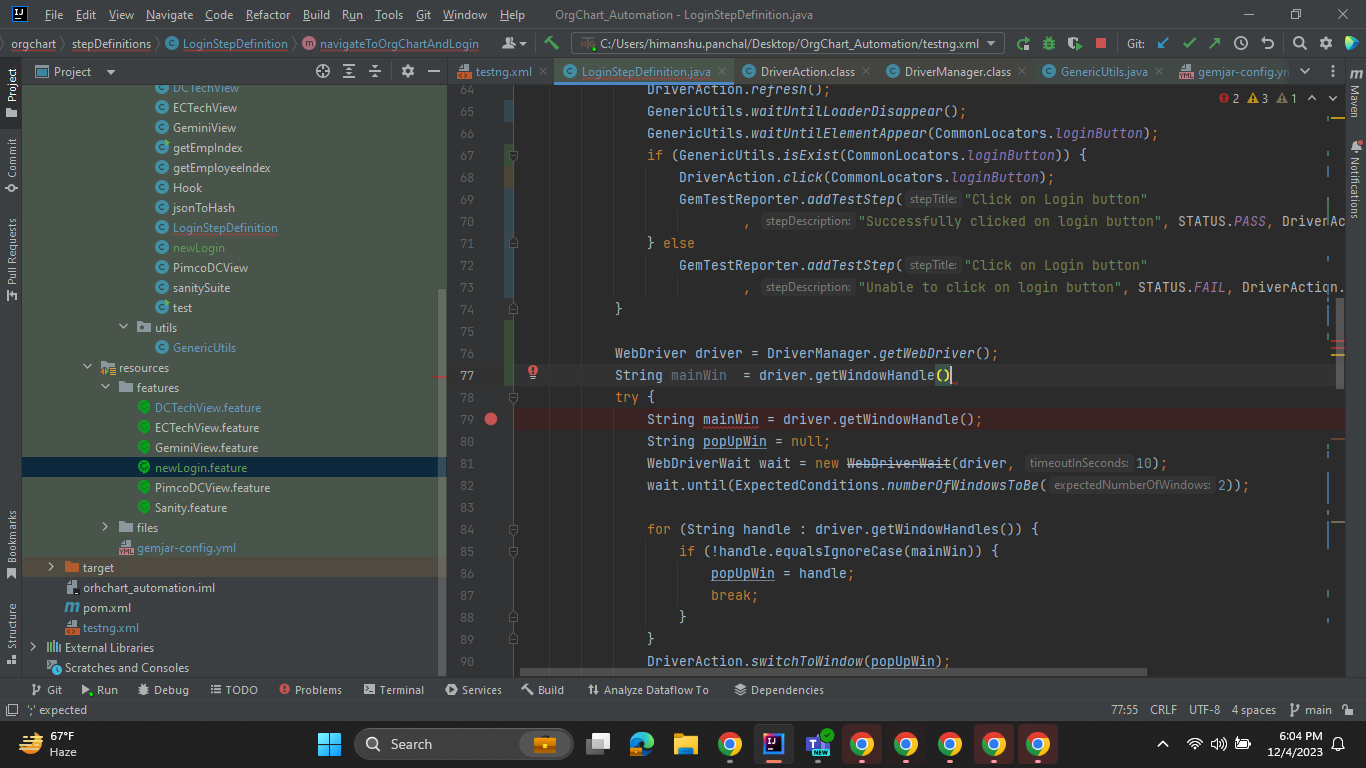 File Edit View Navigate Code Refactor Build Run Tools Git Window Help OrgChart_Automation - LoginStepDefinition.java
orgchart stepDefinitions LoginStepDefinition navigateToOrgChartAndLogin C:/Users/himanshu.panchal/Desktop/OrgChart_Automation/testng.xml Git:
Project testng.xml LoginStepDefinition.java DriverAction.class DriverManager.class GenericUtils.java gemjar-config.yml
Project
Commit
Pull Requests
Bookmarks
Structure
DCTechView
ECTechView
GeminiView
getEmpIndex
getEmployeeIndex
Hook
jsonToHash
LoginStepDefinition
newLogin
PimcoDCView
sanitySuite
test
utils
GenericUtils
resources
features
DCTechView.feature
ECTechView.feature
GeminiView.feature
newLogin.feature
PimcoDCView.feature
Sanity.feature
files
gemjar-config.yml
target
orhchart_automation.iml
pom.xml
testng.xml
External Libraries
Scratches and Consoles
2 3 1
64 DriverAction.refresh();
65 GenericUtils.waitUntilLoaderDisappear();
66 GenericUtils.waitUntilElementAppear(CommonLocators.loginButton);
67 if (GenericUtils.isExist(CommonLocators.loginButton)) {
68 DriverAction.click(CommonLocators.loginButton);
69 GemTestReporter.addTestStep( stepTitle: "Click on Login button"
70 , stepDescription: "Successfully clicked on login button", STATUS.PASS, DriverAc
71 } else
72 GemTestReporter.addTestStep( stepTitle: "Click on Login button"
73 , stepDescription: "Unable to click on login button", STATUS.FAIL, DriverAction.
74 }
75
76 WebDriver driver = DriverManager.getWebDriver();
77 String mainWin = driver.getWindowHandle()
78 try {
79 String mainWin = driver.getWindowHandle();
80 String popUpWin = null;
81 WebDriverWait wait = new WebDriverWait(driver, timeoutInSeconds: 10);
82 wait.until(ExpectedConditions.numberOfWindowsToBe( expectedNumberOfWindows: 2));
83
84 for (String handle : driver.getWindowHandles()) {
85 if (!handle.equalsIgnoreCase(mainWin)) {
86 popUpWin = handle;
87 break;
88 }
89 }
90 DriverAction.switchToWindow(popUpWin);
Maven
Notifications
Git Run Debug TODO Problems Terminal Services Build Analyze Dataflow To Dependencies
';' expected 77:55 CRLF UTF-8 4 spaces main
67°F
Haze
Search
NEW
6:04 PM
12/4/2023